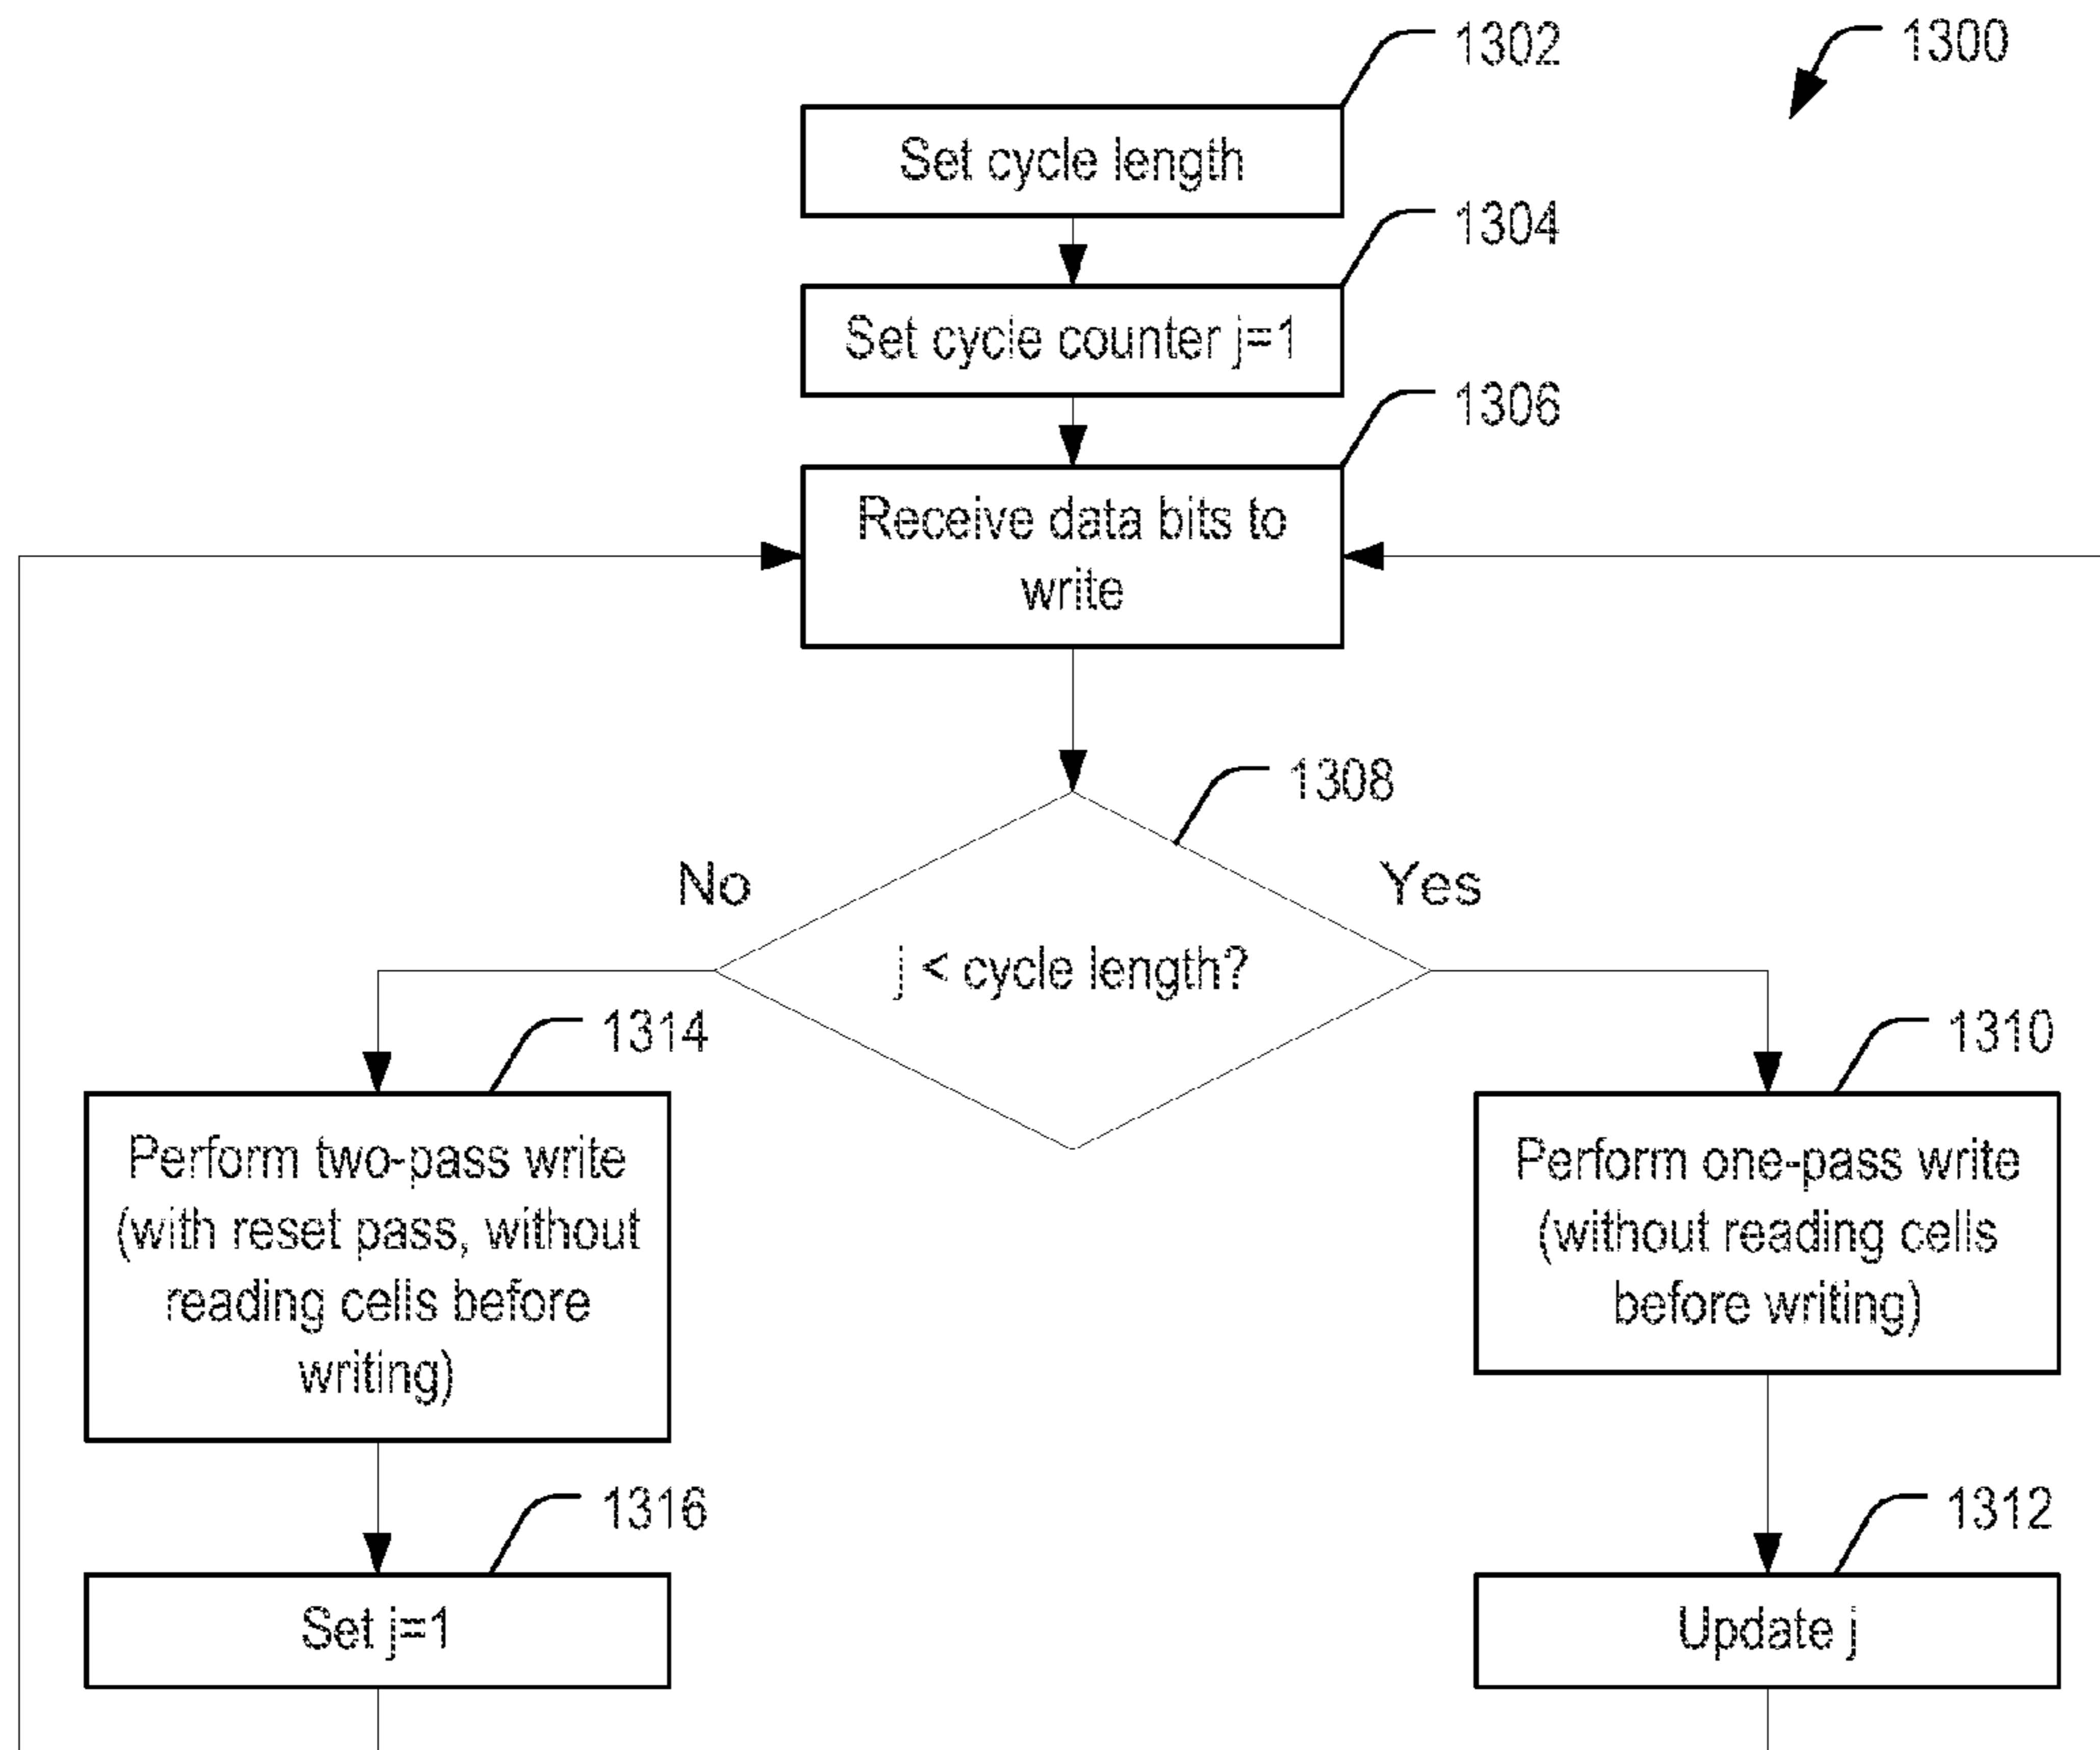 1302
1300
Set cycle length
1304
Set cycle counter j=1
1306
Receive data bits to
write
1308
No
Yes
j < cycle length?
1314
1310
Perform two-pass write
(with reset pass, without
reading cells before
writing)
Perform one-pass write
(without reading cells
before writing)
1316
1312
Set j=1
Update j